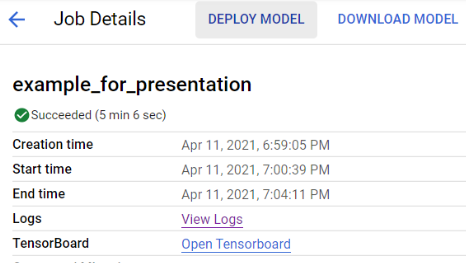 Job Details DEPLOY MODEL DOWNLOAD MODEL
example_for_presentation
Succeeded (5 min 6 sec)
Creation time Apr 11, 2021, 6:59:05 PM
Start time Apr 11, 2021, 7:00:39 PM
End time Apr 11, 2021, 7:04:11 PM
Logs View Logs
TensorBoard Open Tensorboard